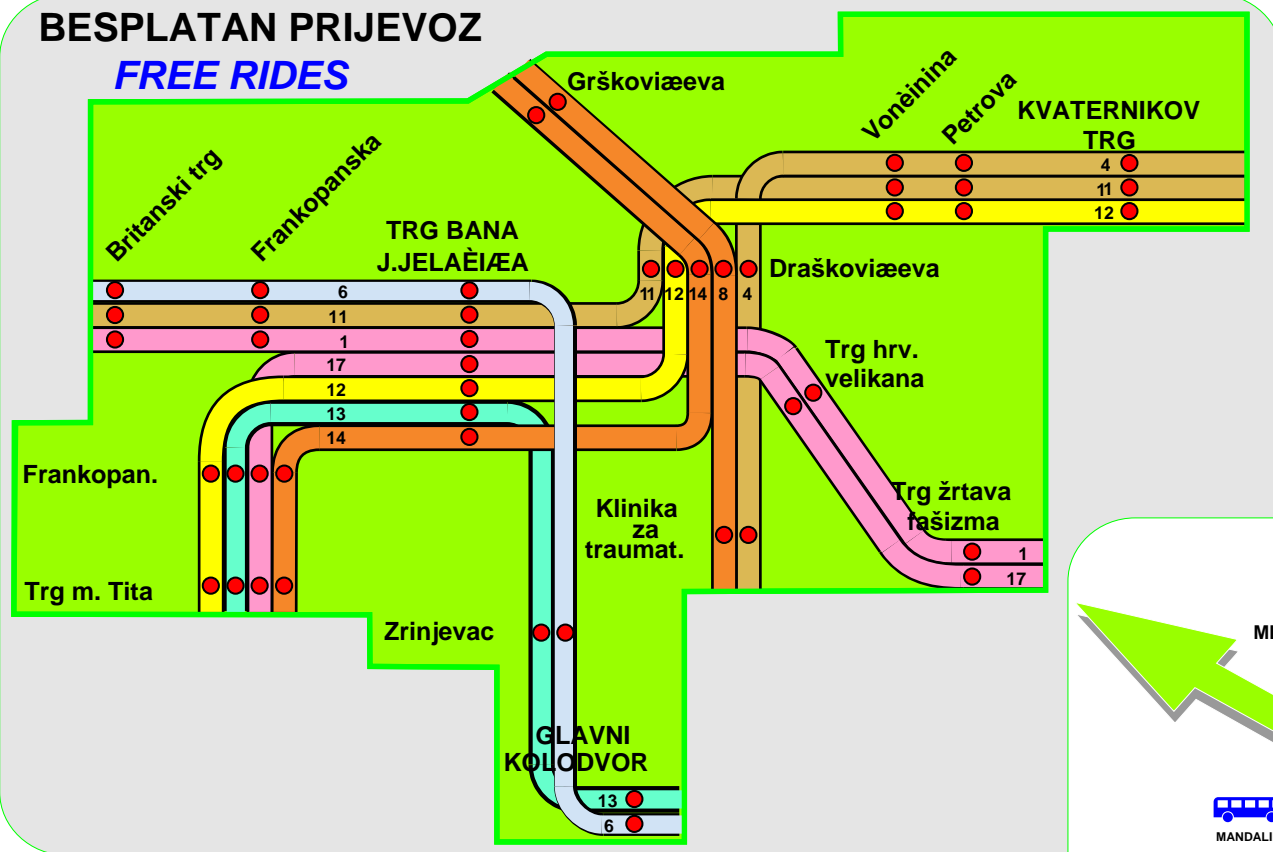 BESPLATAN PRIJEVOZ
FREE RIDES
Grškoviæeva
Vonèinina
Petrova
KVATERNIKOV
TRG
4
11
12
Britanski trg
Frankopanska
TRG BANA
J.JELAÈIÆA
Draškoviæeva
11
12
14
8
4
6
11
1
17
12
13
14
Trg hrv.
velikana
Frankopan.
Trg m. Tita
Klinika
za
traumat.
Trg žrtava
fašizma
1
17
Zrinjevac
GLAVNI
KOLODVOR
13
6